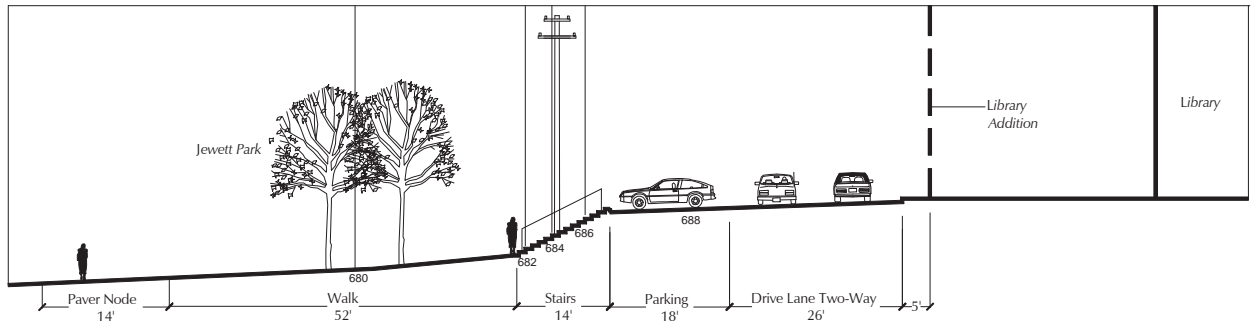 Jewett Park
Library
Addition
Library
688
686
684
682
680
Paver Node
14'
Walk
52'
Stairs
14'
Parking
18'
Drive Lane Two-Way
26'
5'